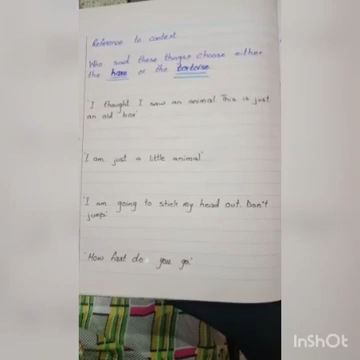 Reference to context
Who said these things choose either
the hare or the tortoise.
'I thought I saw an animal This is just
an old box'
'I am just a little animal'
'I am going to stick my head out. Don't
jump.'
'How fast do you go'
InShOt